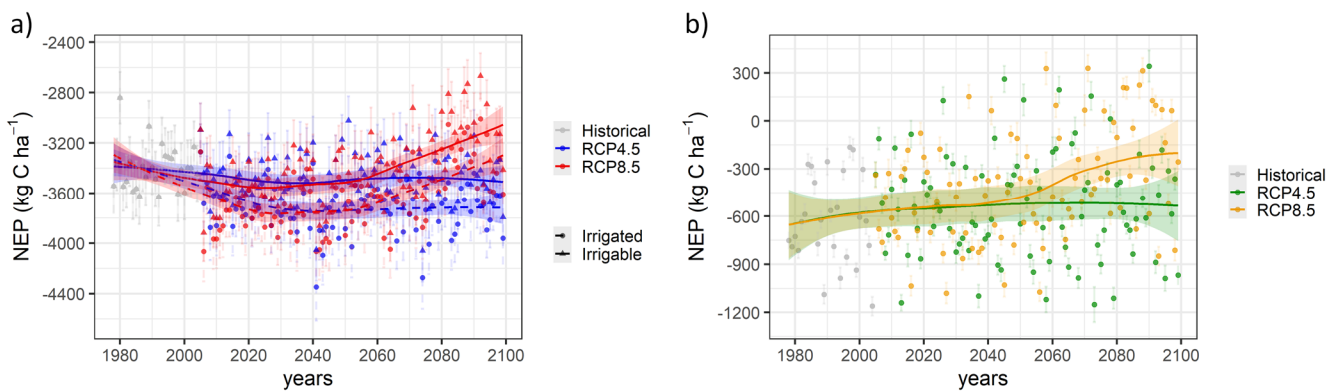 a)
NEP (kg C ha⁻¹)
-2400
-2800
-3200
-3600
-4000
-4400
1980 2000 2020 2040 2060 2080 2100
years
Historical
RCP4.5
RCP8.5
Irrigated
Irrigable
b)
NEP (kg C ha⁻¹)
300
0
-300
-600
-900
-1200
1980 2000 2020 2040 2060 2080 2100
years
Historical
RCP4.5
RCP8.5